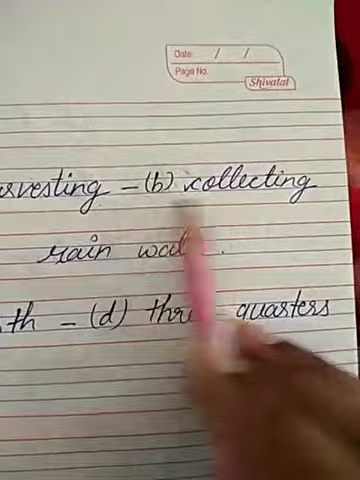 Date: / /
Page No.
Shivalal
rvesting - (b) collecting
rain
th - (d) quarters